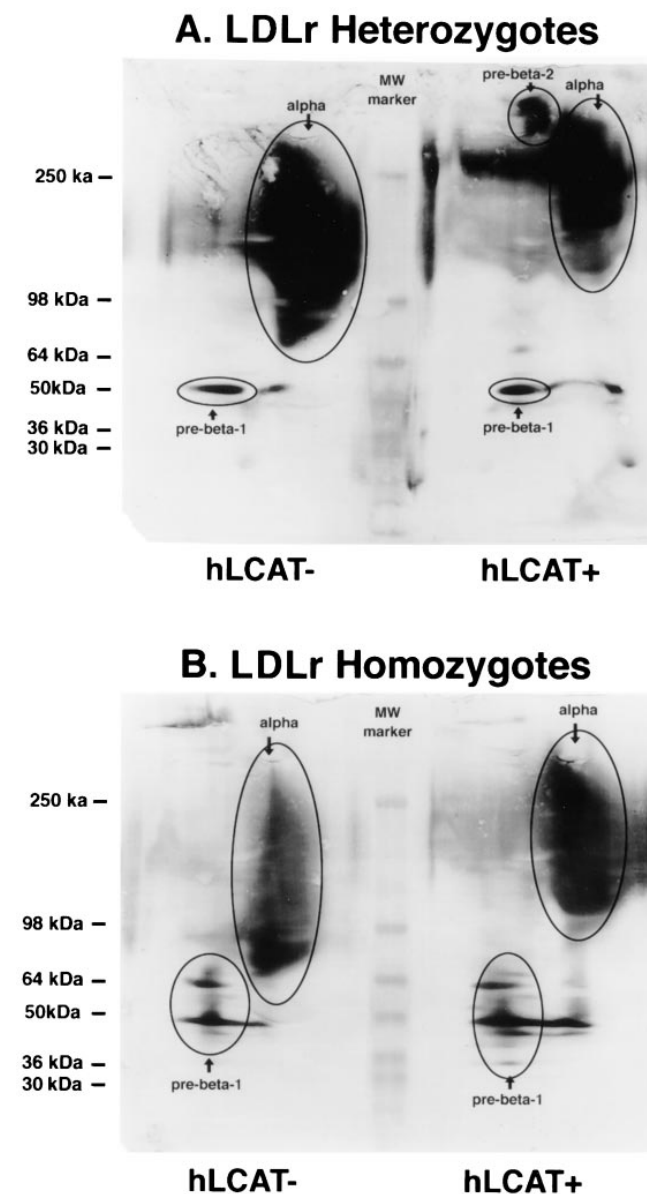 A. LDLr Heterozygotes
alpha
MW
marker
pre-beta-2
alpha
250 ka
98 kDa
64 kDa
50kDa
36 kDa
30 kDa
pre-beta-1
pre-beta-1
hLCAT-
hLCAT+
B. LDLr Homozygotes
alpha
MW
marker
alpha
250 ka
98 kDa
64 kDa
50kDa
36 kDa
30 kDa
pre-beta-1
pre-beta-1
hLCAT-
hLCAT+